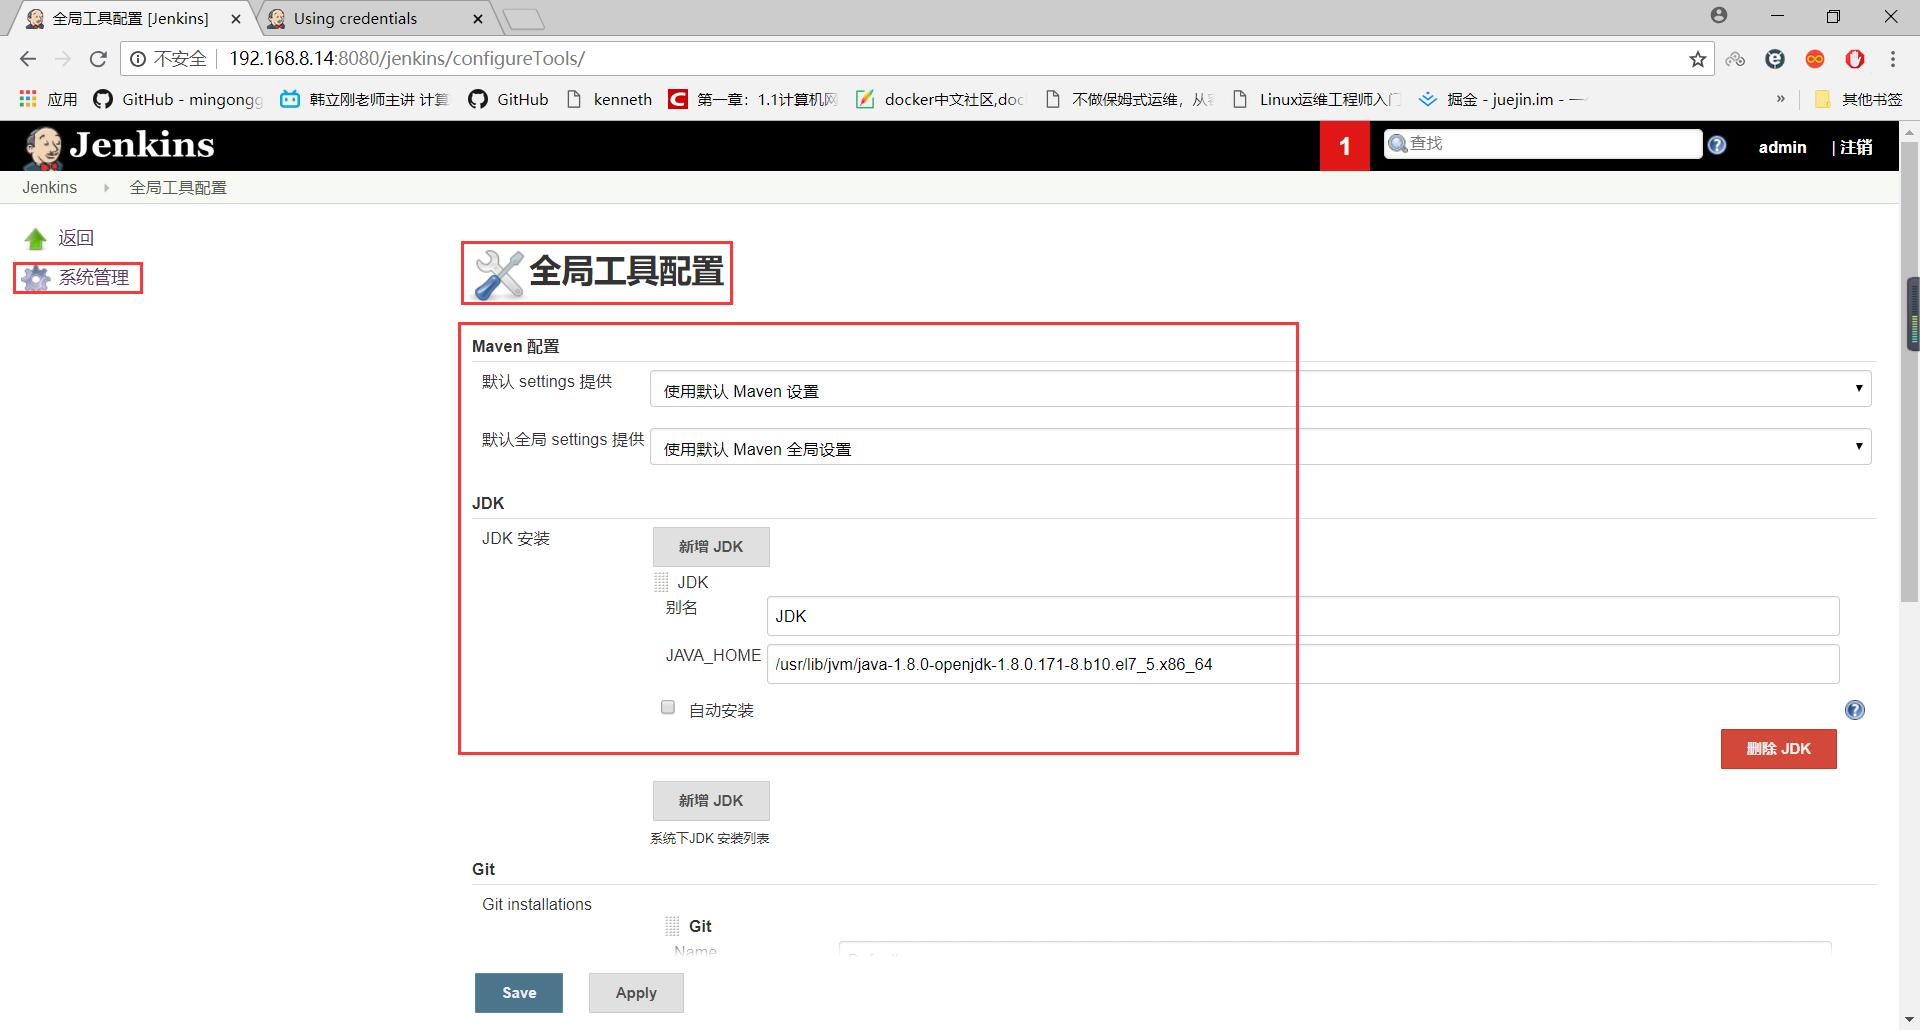 全局工具配置 [Jenkins]
Using credentials
不安全
192.168.8.14:8080/jenkins/configureTools/
应用
GitHub - mingongg
韩立刚老师主讲 计算
GitHub
kenneth
第一章：1.1计算机网
docker中文社区,doc
不做保姆式运维，从
Linux运维工程师入门
掘金 - juejin.im - 一
»
其他书签
Jenkins
1
查找
admin
| 注销
Jenkins
全局工具配置
返回
系统管理
全局工具配置
Maven 配置
默认 settings 提供
使用默认 Maven 设置
默认全局 settings 提供
使用默认 Maven 全局设置
JDK
JDK 安装
新增 JDK
JDK
别名
JDK
JAVA_HOME
/usr/lib/jvm/java-1.8.0-openjdk-1.8.0.171-8.b10.el7_5.x86_64
自动安装
删除 JDK
新增 JDK
系统下JDK 安装列表
Git
Git installations
Git
Name
Save
Apply